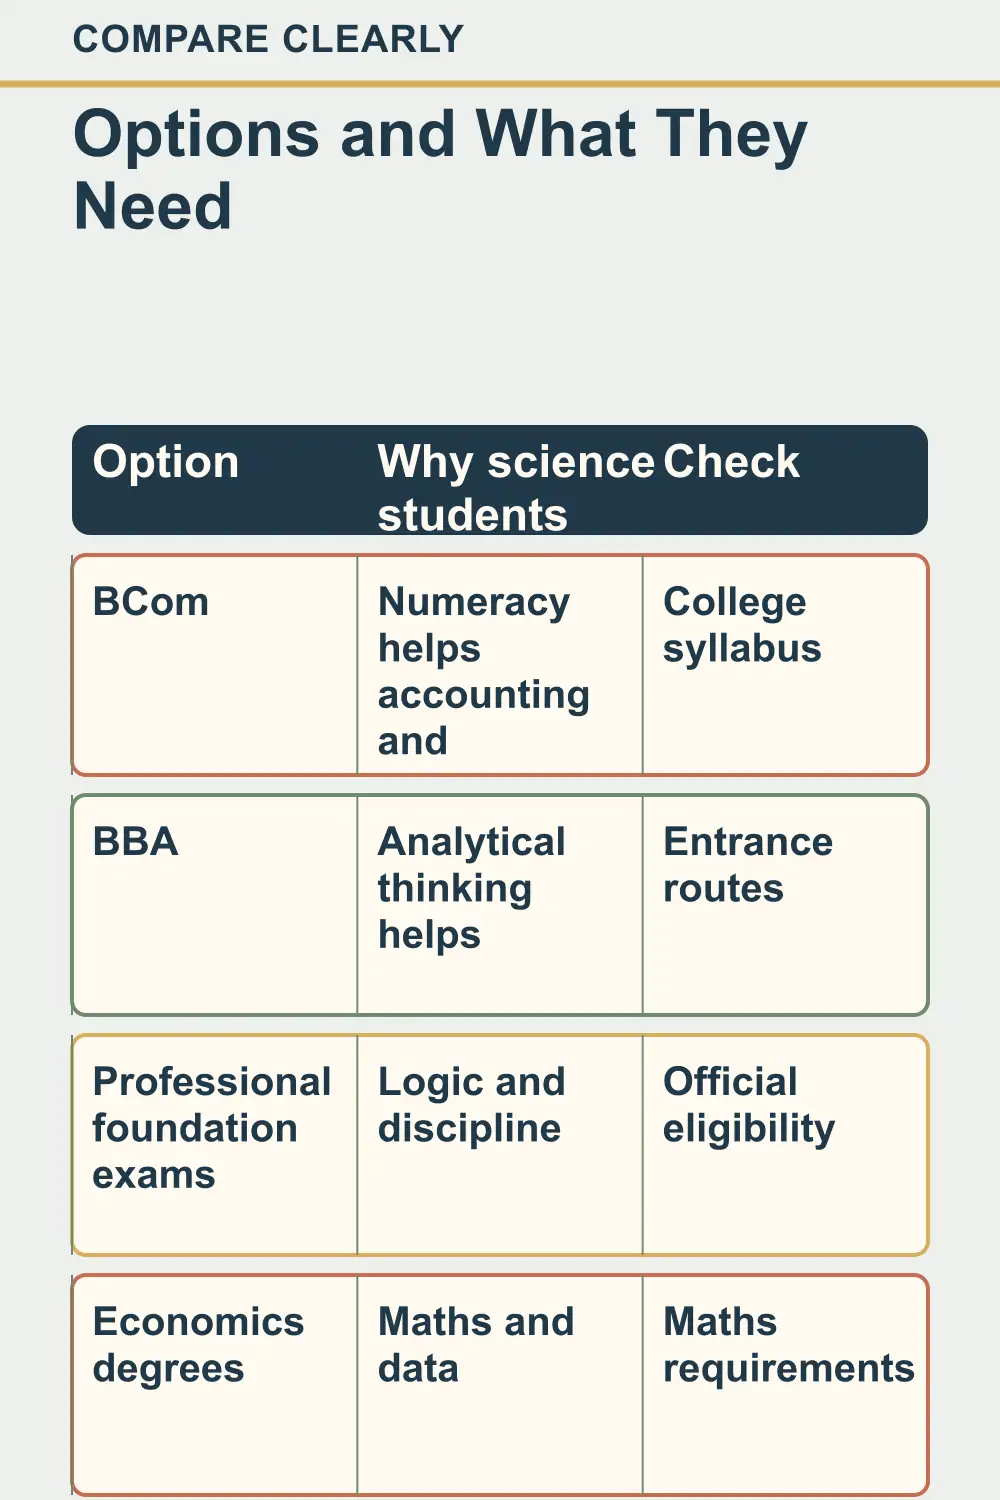 COMPARE CLEARLY
Options and What They
Need
Option
Why science
students
Check
BCom
Numeracy
helps
accounting
and
College
syllabus
BBA
Analytical
thinking
helps
Entrance
routes
Professional
foundation
exams
Logic and
discipline
Official
eligibility
Economics
degrees
Maths and
data
Maths
requirements